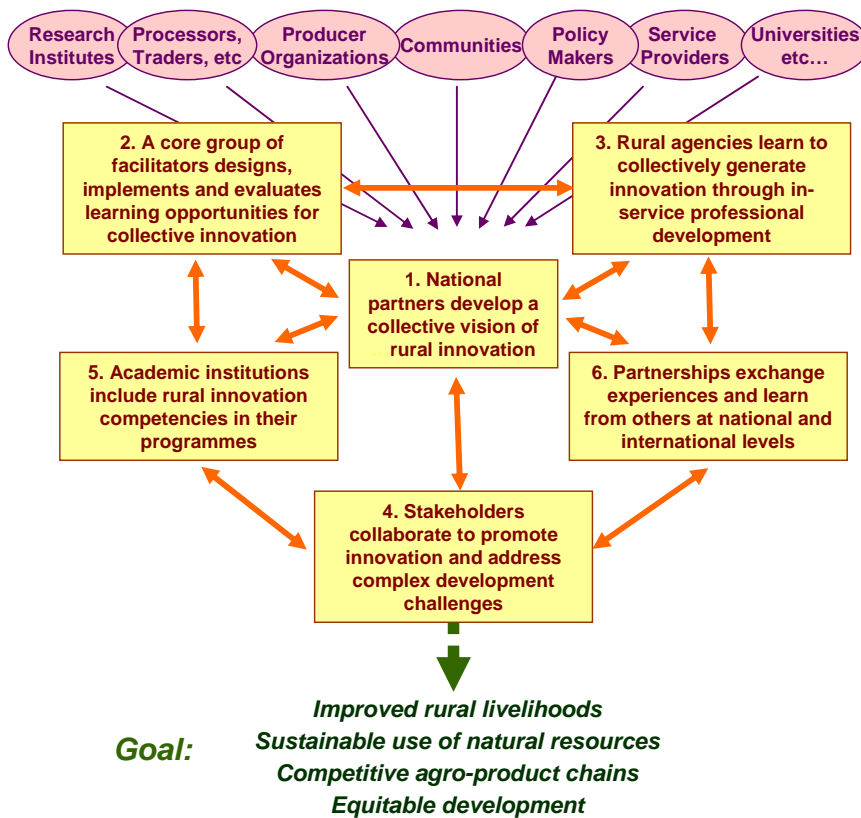 Research
Institutes
Processors,
Traders, etc
Producer
Organizations
Communities
Policy
Makers
Service
Providers
Universities
etc…
2. A core group of
facilitators designs,
implements and evaluates
learning opportunities for
collective innovation
3. Rural agencies learn to
collectively generate
innovation through in-
service professional
development
1. National
partners develop a
collective vision of
rural innovation
5. Academic institutions
include rural innovation
competencies in their
programmes
6. Partnerships exchange
experiences and learn
from others at national and
international levels
4. Stakeholders
collaborate to promote
innovation and address
complex development
challenges
Goal:
Improved rural livelihoods
Sustainable use of natural resources
Competitive agro-product chains
Equitable development